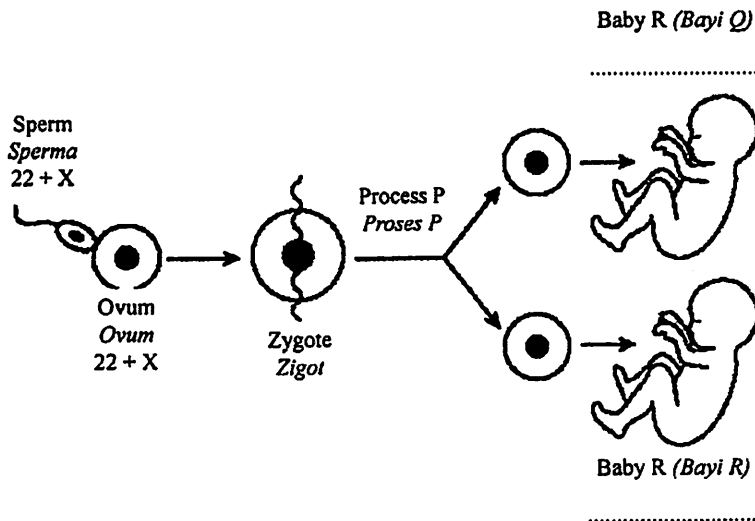 Baby R (Bayi Q)
Sperm
Sperma
22 + X
Process P
Proses P
Ovum
Ovum
22 + X
Zygote
Zigot
Baby R (Bayi R)